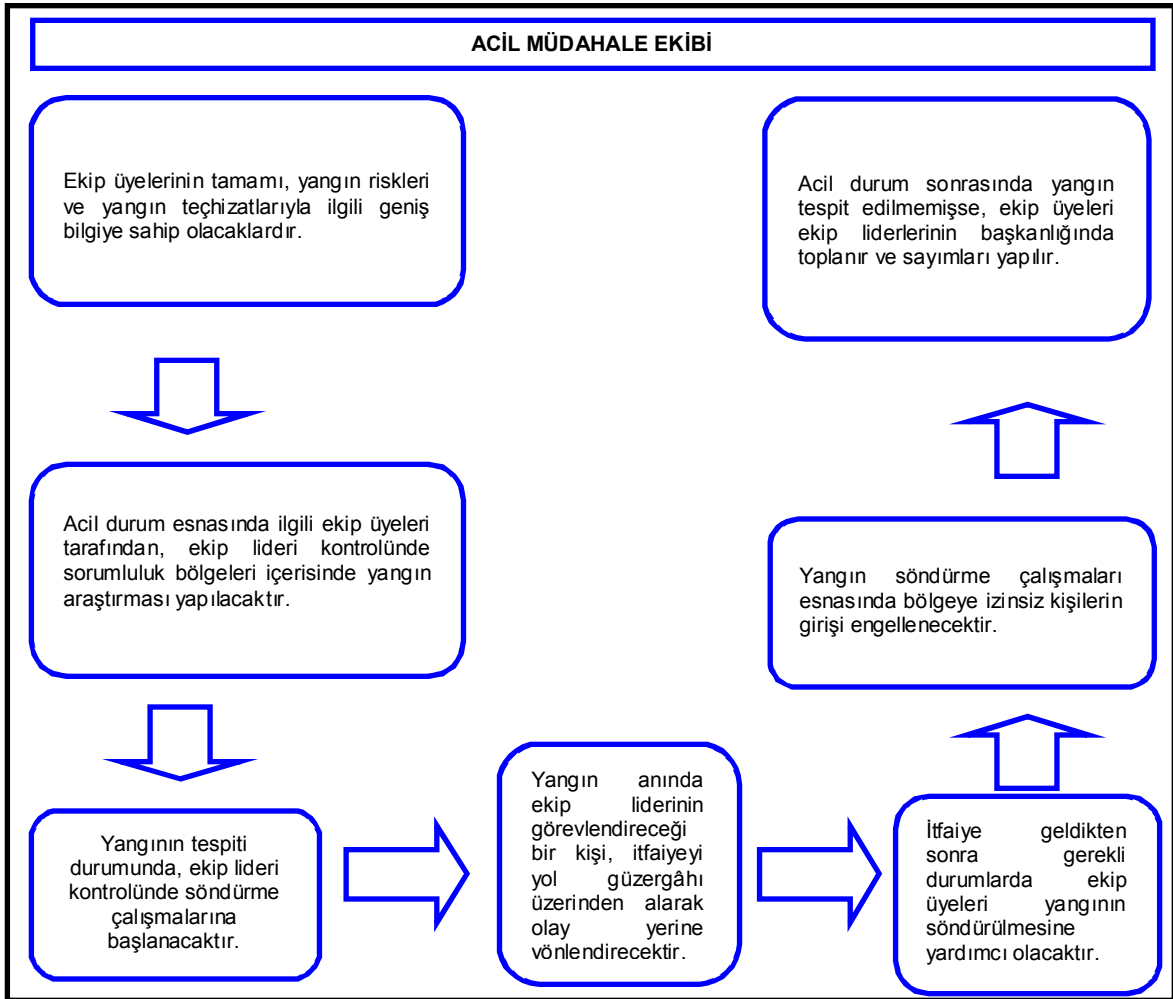 ACİL MÜDAHALE EKİBİ
Ekip üyelerinin tamamı, yangın riskleri
ve yangın teçhizatlarıyla ilgili geniş
bilgiye sahip olacaklardır.
Acil durum esnasında ilgili ekip üyeleri
tarafından, ekip lideri kontrolünde
sorumluluk bölgeleri içerisinde yangın
araştırması yapılacaktır.
Yangının tespiti
durumunda, ekip lideri
kontrolünde söndürme
çalışmalarına
başlanacaktır.
Yangın anında
ekip liderinin
görevlendireceği
bir kişi, itfaiyeyi
yol güzergâhı
üzerinden alarak
olay yerine
yönlendirecektir.
İtfaiye geldikten
sonra gerekli
durumlarda ekip
üyeleri yangının
söndürülmesine
yardımcı olacaktır.
Yangın söndürme çalışmaları
esnasında bölgeye izinsiz kişilerin
girişi engellenecektir.
Acil durum sonrasında yangın
tespit edilmemişse, ekip üyeleri
ekip liderlerinin başkanlığında
toplanır ve sayımları yapılır.